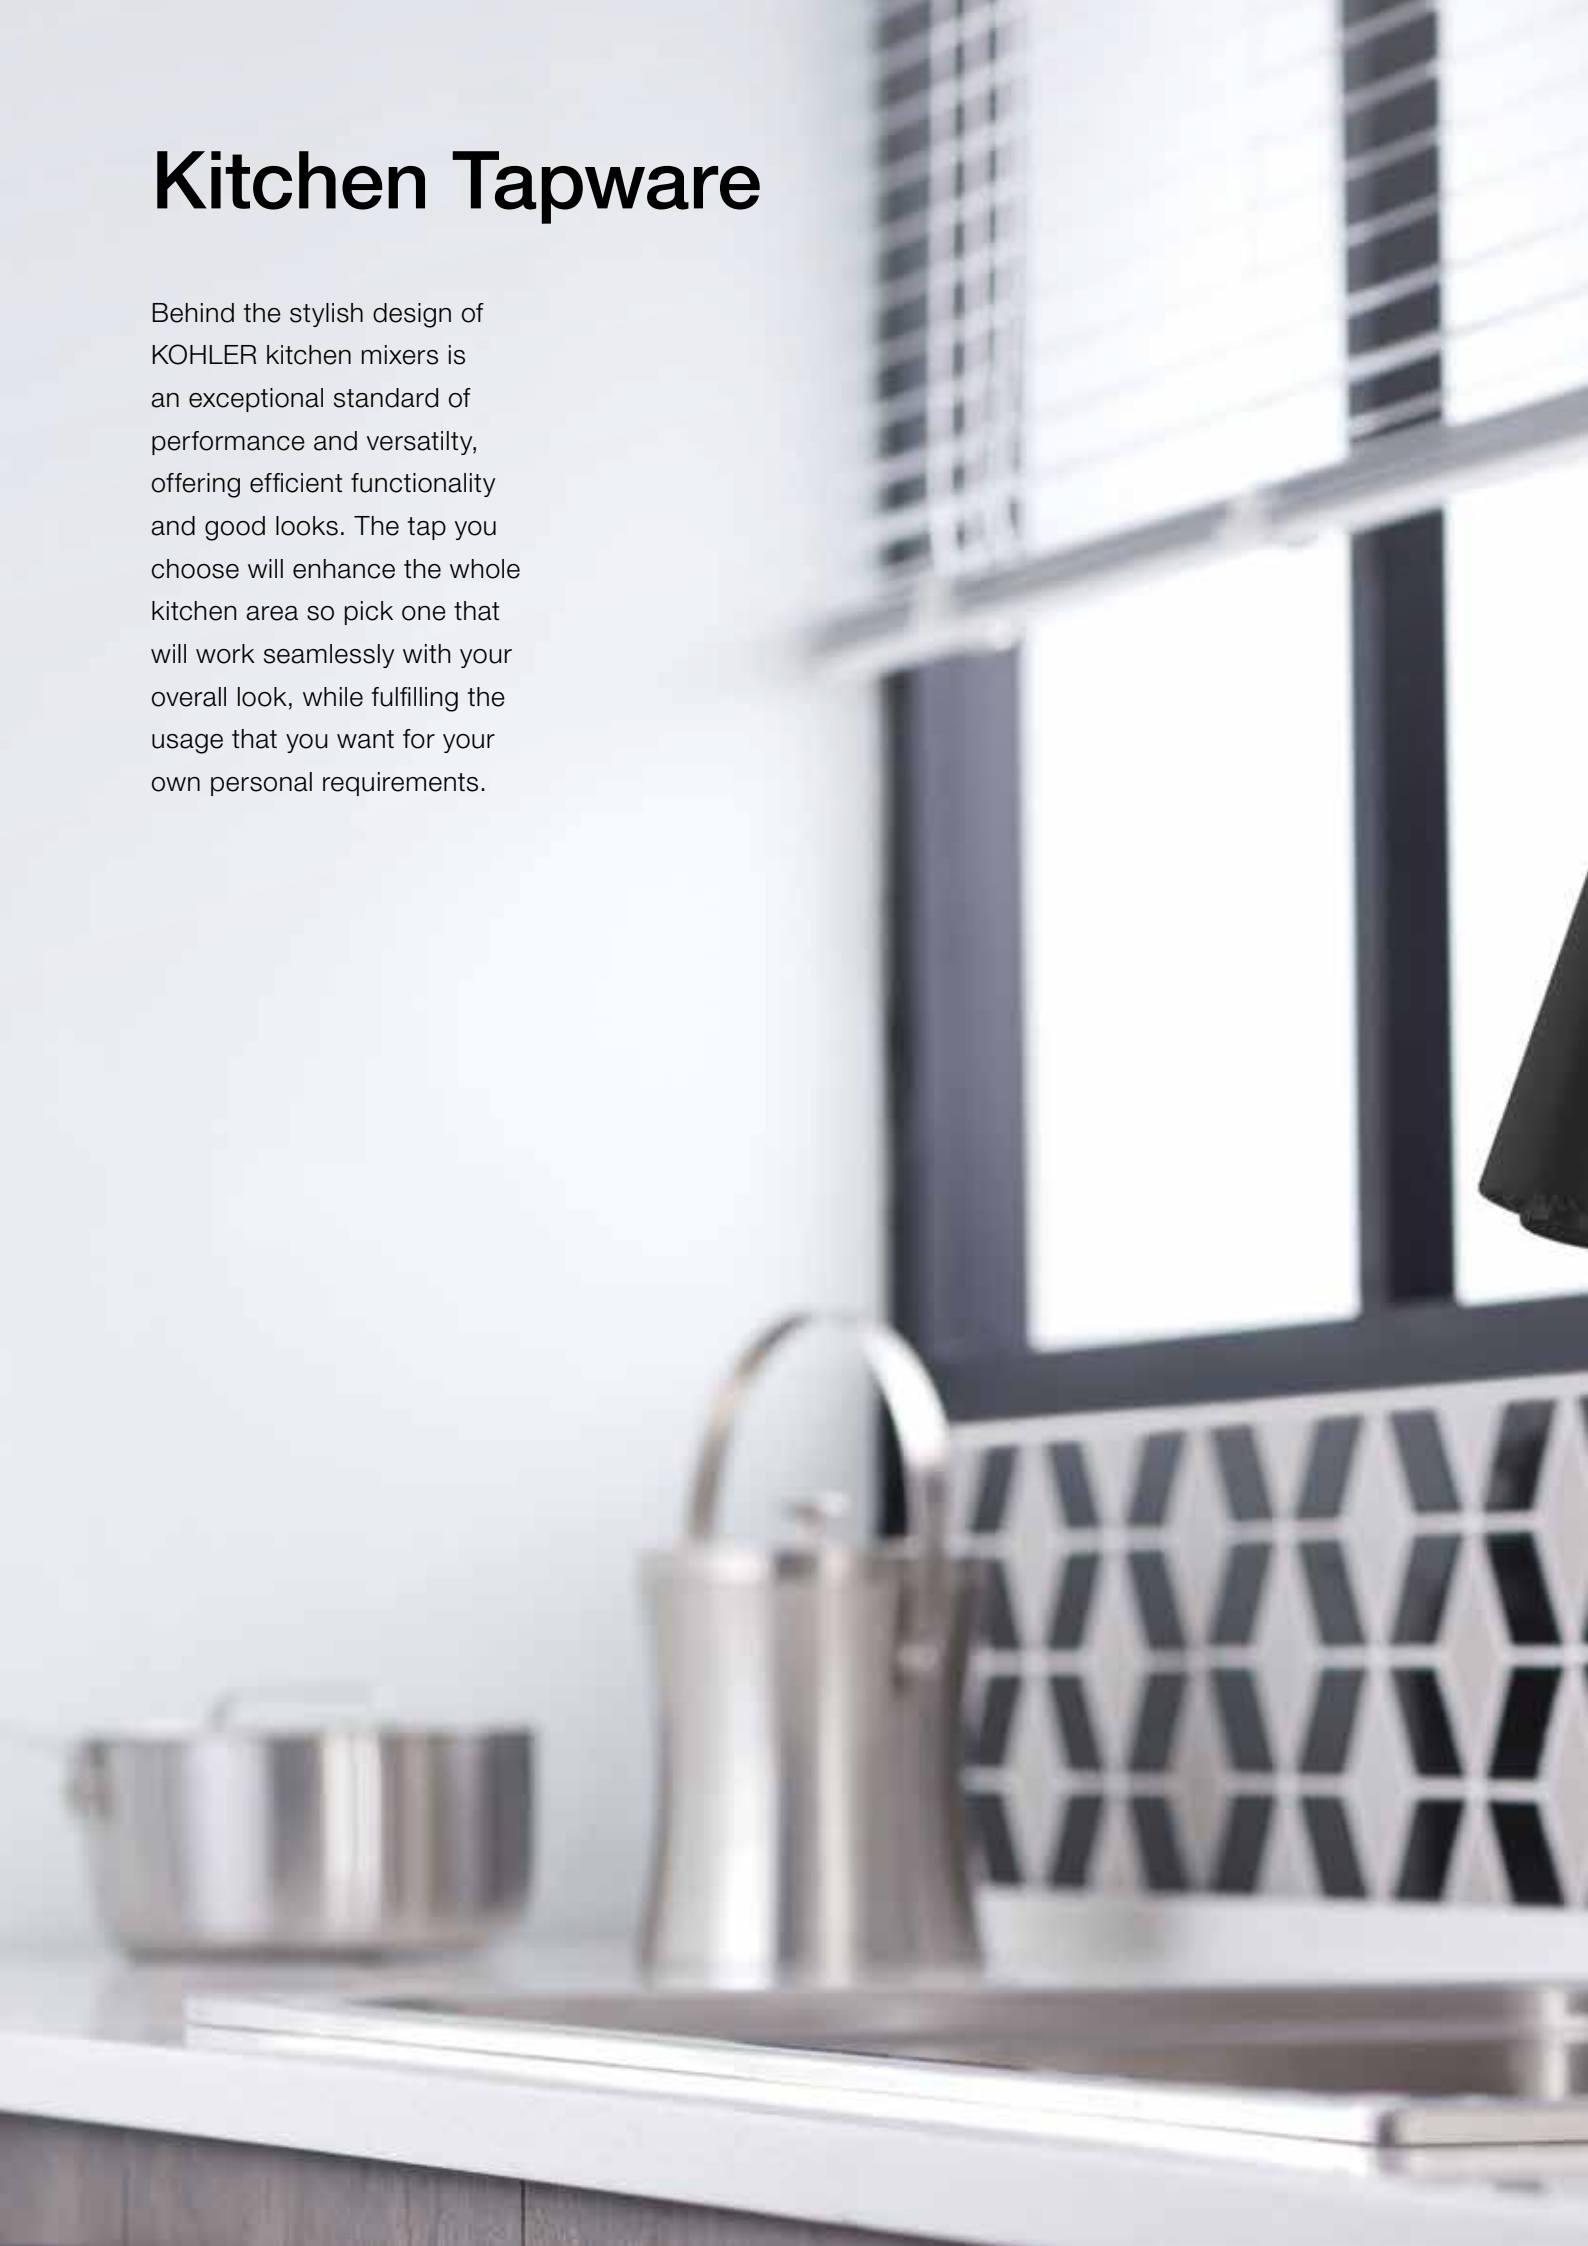 Kitchen Tapware
Behind the stylish design of
KOHLER kitchen mixers is
an exceptional standard of
performance and versatilty,
offering efficient functionality
and good looks. The tap you
choose will enhance the whole
kitchen area so pick one that
will work seamlessly with your
overall look, while fulfilling the
usage that you want for your
own personal requirements.